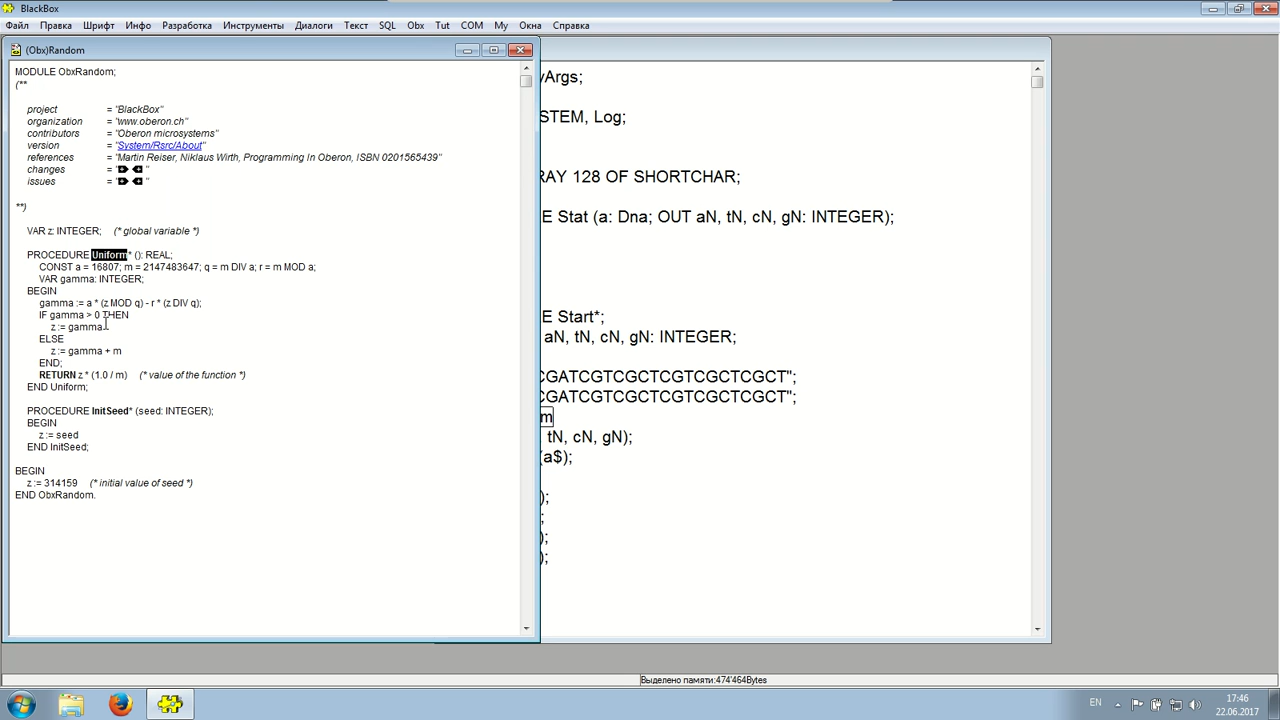 BlackBox
Файл Правка Шрифт Инфо Разработка Инструменты Диалоги Текст SQL Obx Tut COM My Окна Справка
(Obx)Random
MODULE ObxRandom;
(**
project = "BlackBox"
organization = "www.oberon.ch"
contributors = "Oberon microsystems"
version = "System/Rsrc/About"
references = "Martin Reiser, Niklaus Wirth, Programming In Oberon, ISBN 0201565439"
changes = " "
issues = " "
**)
VAR z: INTEGER; (* global variable *)
PROCEDURE Uniform* (): REAL;
CONST a = 16807; m = 2147483647; q = m DIV a; r = m MOD a;
VAR gamma: INTEGER;
BEGIN
gamma := a * (z MOD q) - r * (z DIV q);
IF gamma > 0 THEN
z := gamma
ELSE
z := gamma + m
END;
RETURN z * (1.0 / m) (* value of the function *)
END Uniform;
PROCEDURE InitSeed* (seed: INTEGER);
BEGIN
z := seed
END InitSeed;
BEGIN
z := 314159 (* initial value of seed *)
END ObxRandom.
yArgs;
STEM, Log;
RAY 128 OF SHORTCHAR;
E Stat (a: Dna; OUT aN, tN, cN, gN: INTEGER);
E Start*;
aN, tN, cN, gN: INTEGER;
CGATCGTCGCTCGTCGCTCGCT";
CGATCGTCGCTCGTCGCTCGCT";
m
tN, cN, gN);
(a$);
);
;
);
);
Выделено памяти:474'464Bytes
EN
17:46
22.06.2017